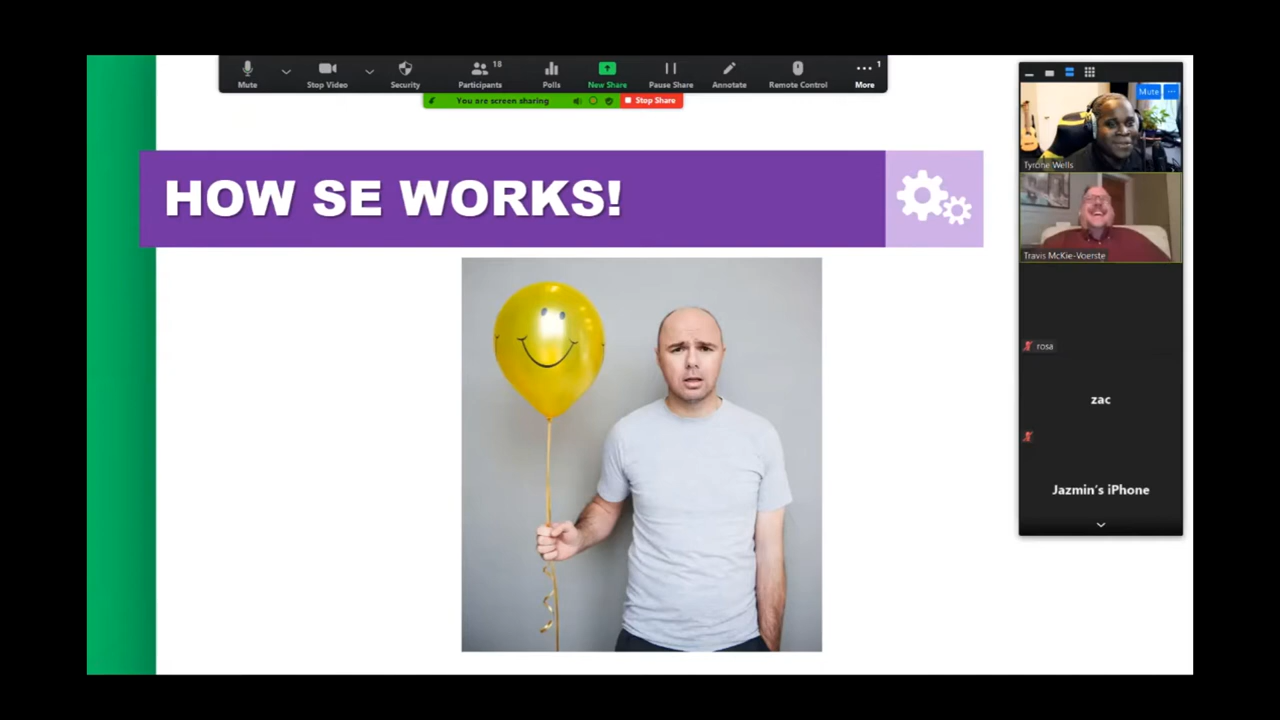 18
1
Mute
Stop Video
Security
Participants
Polls
New Share
Pause Share
Annotate
Remote Control
More
You are screen sharing
Stop Share
HOW SE WORKS!
Mute
Tyrone Wells
Travis McKie-Voerste
rosa
zac
Jazmin's iPhone